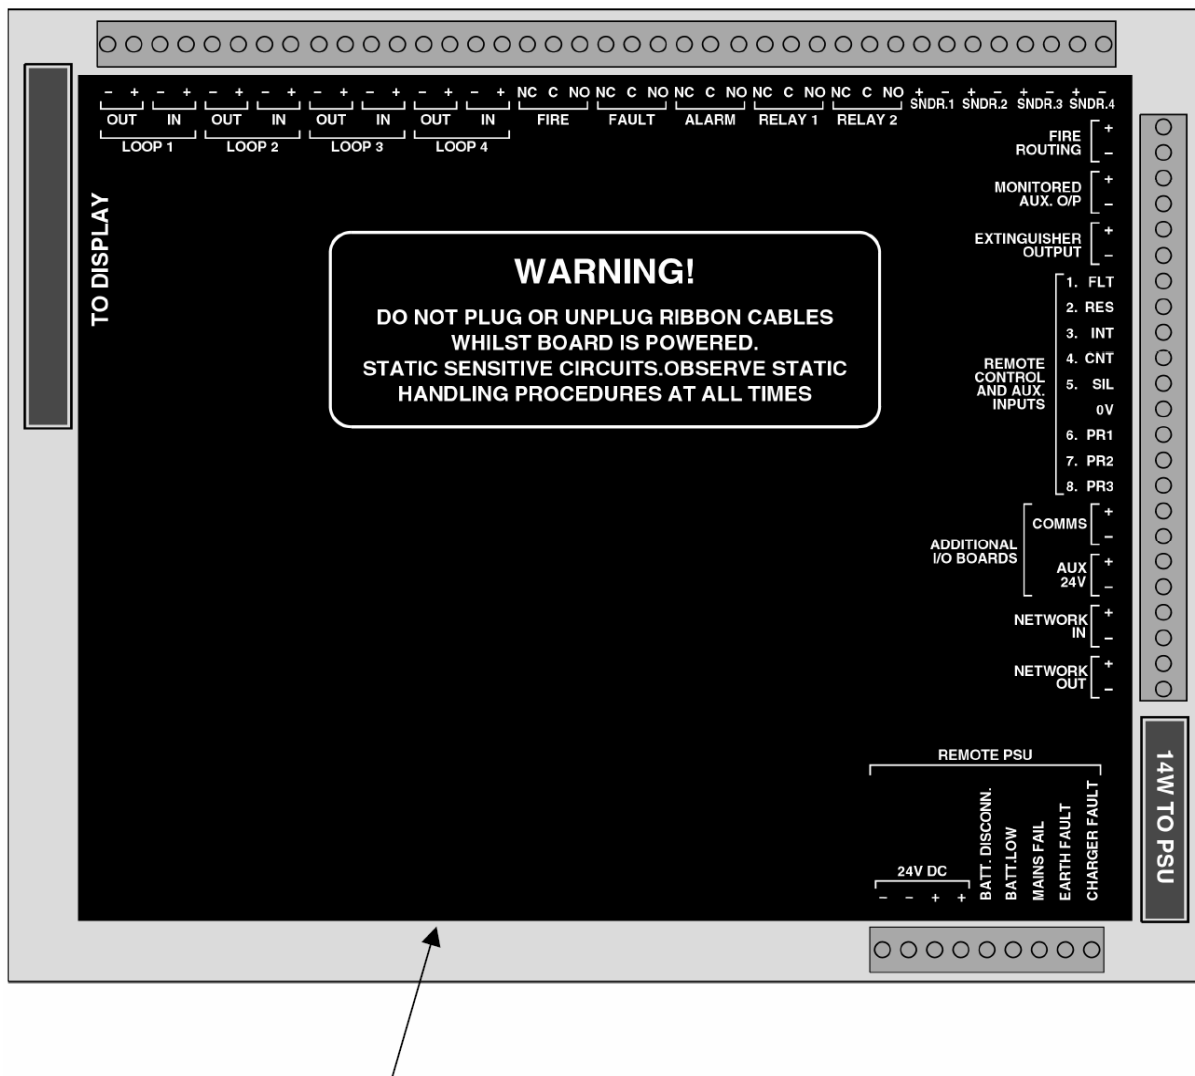 − + − + − + − + − + − + − + − + NC C NO NC C NO NC C NO NC C NO NC C NO + − + − + − + −
OUT IN OUT IN OUT IN OUT IN FIRE FAULT ALARM RELAY 1 RELAY 2 SNDR.1 SNDR.2 SNDR.3 SNDR.4
LOOP 1 LOOP 2 LOOP 3 LOOP 4
TO DISPLAY
WARNING!
DO NOT PLUG OR UNPLUG RIBBON CABLES
WHILST BOARD IS POWERED.
STATIC SENSITIVE CIRCUITS.OBSERVE STATIC
HANDLING PROCEDURES AT ALL TIMES
FIRE +
ROUTING −
MONITORED +
AUX. O/P −
EXTINGUISHER +
OUTPUT −
REMOTE
CONTROL
AND AUX.
INPUTS
1. FLT
2. RES
3. INT
4. CNT
5. SIL
0V
6. PR1
7. PR2
8. PR3
ADDITIONAL
I/O BOARDS
COMMS + −
AUX +
24V −
NETWORK +
IN −
NETWORK +
OUT −
REMOTE PSU
24V DC
− − + +
BATT. DISCONN.
BATT.LOW
MAINS FAIL
EARTH FAULT
CHARGER FAULT
14W TO PSU